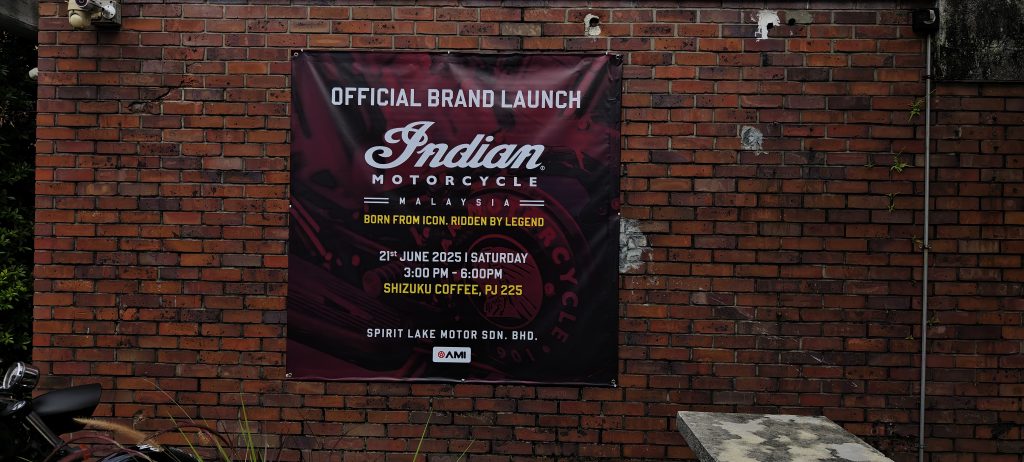 OFFICIAL BRAND LAUNCH
Indian
MOTORCYCLE
MALAYSIA
BORN FROM ICON. RIDDEN BY LEGEND
21st JUNE 2025 | SATURDAY
3:00 PM - 6:00PM
SHIZUKU COFFEE, PJ 225
SPIRIT LAKE MOTOR SDN. BHD.
AMI